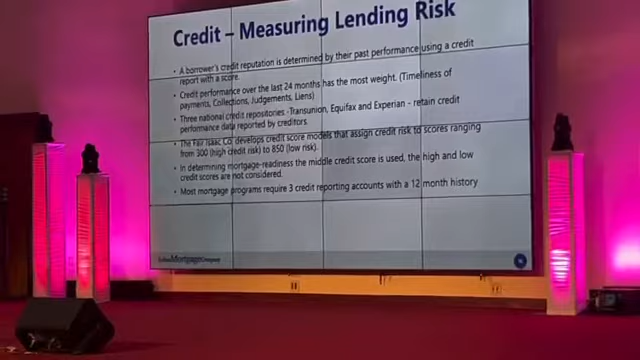 Credit – Measuring Lending Risk
• A borrower's credit reputation is determined by their past performance using a credit
report with a score.
• Credit performance over the last 24 months has the most weight. (Timeliness of
payments, Collections, Judgements, Liens)
• Three national credit repositories -Transunion, Equifax and Experian – retain credit
performance data reported by creditors.
• The Fair Isaac Co. develops credit score models that assign credit risk to scores ranging
from 300 (high credit risk) to 850 (low risk).
• In determining mortgage-readiness the middle credit score is used, the high and low
credit scores are not considered.
• Most mortgage programs require 3 credit reporting accounts with a 12 month history
Mortgage